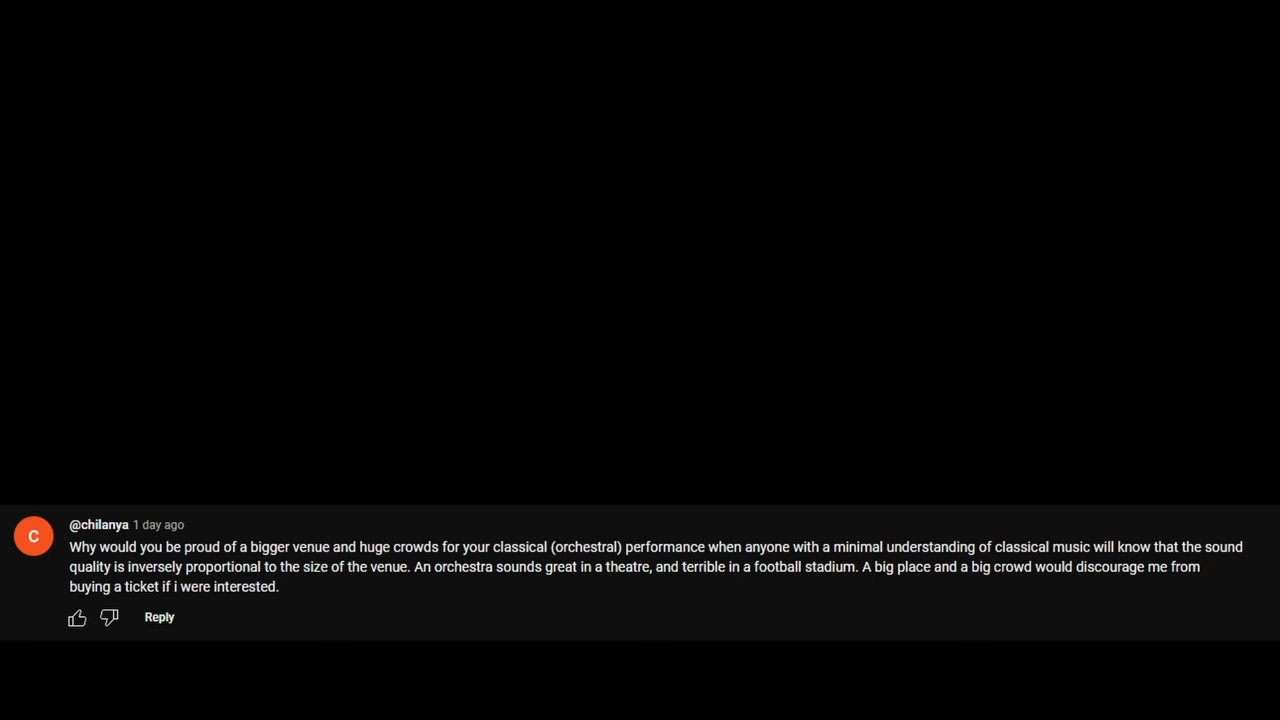 C
@chilanya 1 day ago
Why would you be proud of a bigger venue and huge crowds for your classical (orchestral) performance when anyone with a minimal understanding of classical music will know that the sound
quality is inversely proportional to the size of the venue. An orchestra sounds great in a theatre, and terrible in a football stadium. A big place and a big crowd would discourage me from
buying a ticket if i were interested.
Reply